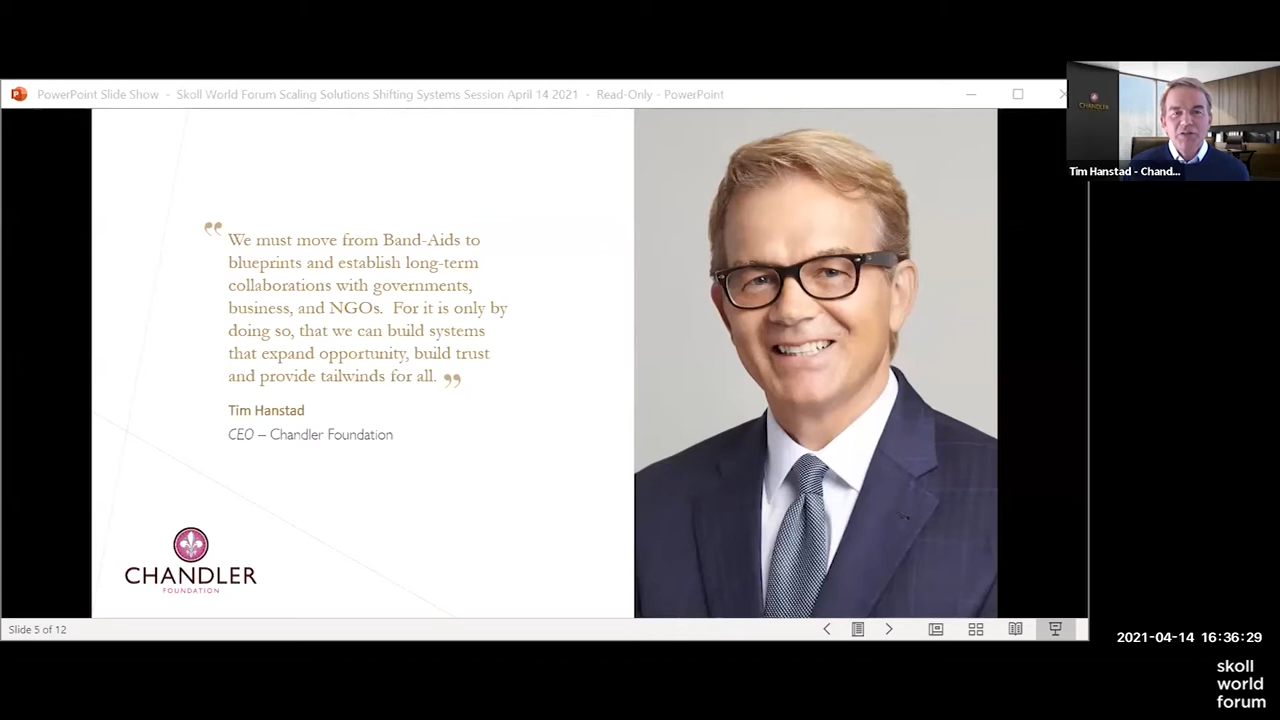 PowerPoint Slide Show - Skoll World Forum Scaling Solutions Shifting Systems Session April 14 2021 - Read-Only - PowerPoint
CHANDLER
Tim Hanstad - Chand...
“
We must move from Band-Aids to
blueprints and establish long-term
collaborations with governments,
business, and NGOs. For it is only by
doing so, that we can build systems
that expand opportunity, build trust
and provide tailwinds for all. ”
Tim Hanstad
CEO – Chandler Foundation
CHANDLER
FOUNDATION
Slide 5 of 12
2021-04-14 16:36:29
skoll
world
forum